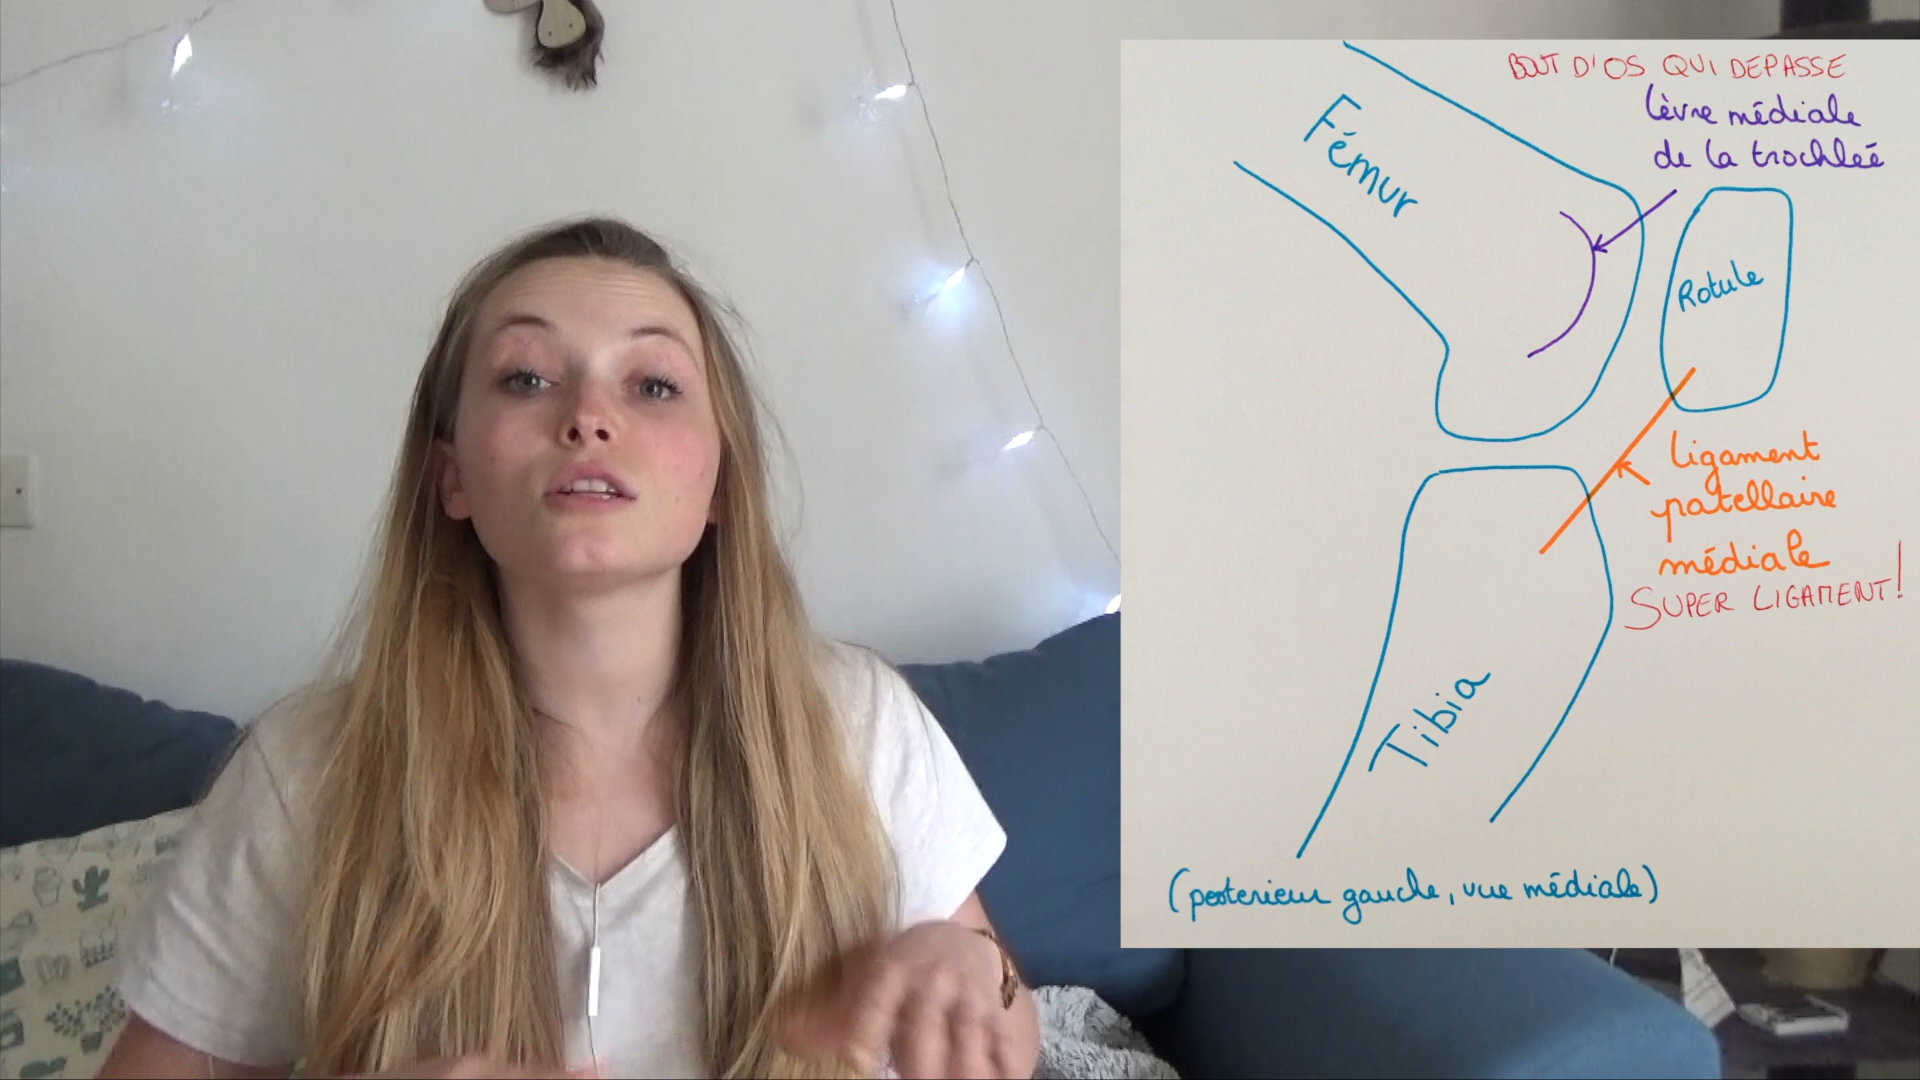 BOUT D'OS QUI DEPASSE
lèvre médiale
de la trochleé
Fémur
Rotule
Ligament
patellaire
médiale
SUPER LIGAMENT!
Tibia
(posterieur gauche, vue médiale)